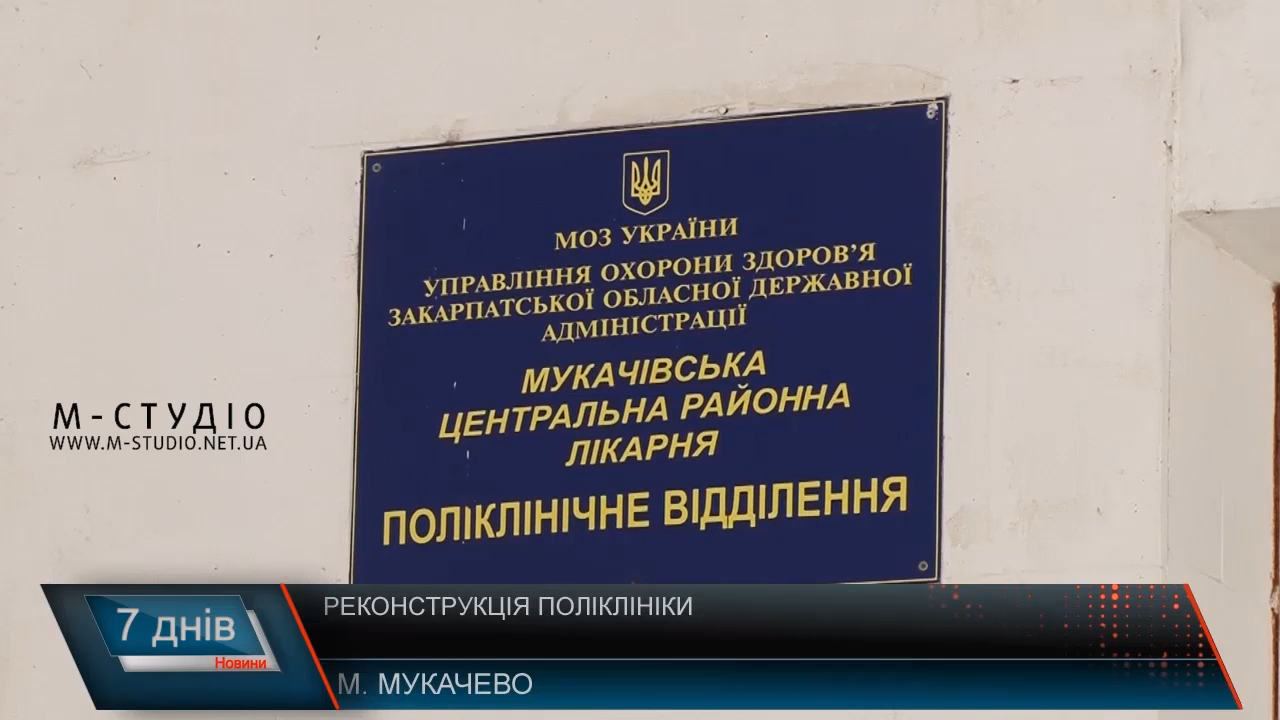 МОЗ УКРАЇНИ
УПРАВЛІННЯ ОХОРОНИ ЗДОРОВ'Я
ЗАКАРПАТСЬКОЇ ОБЛАСНОЇ ДЕРЖАВНОЇ
АДМІНІСТРАЦІЇ
МУКАЧІВСЬКА
ЦЕНТРАЛЬНА РАЙОННА
ЛІКАРНЯ
ПОЛІКЛІНІЧНЕ ВІДДІЛЕННЯ
М-СТУДІО
WWW.M-STUDIO.NET.UA
7 днів
Новини
РЕКОНСТРУКЦІЯ ПОЛІКЛІНІКИ
М. МУКАЧЕВО